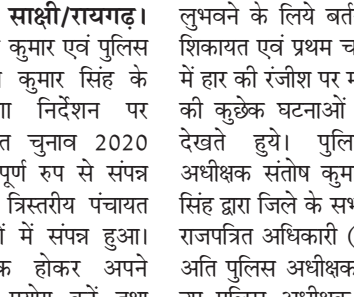 साक्षी/रायगढ़।
कुमार एवं पुलिस
कुमार सिंह के
निर्देशन पर
चुनाव 2020
पूर्ण रुप से संपन्न
त्रिस्तरीय पंचायत
में संपन्न हुआ।
होकर अपने
लुभवने के लिये बर्त
शिकायत एवं प्रथम च
में हार की रंजीश पर म
की कुछेक घटनाओं
देखते हुये। पुलि
अधीक्षक संतोष कुमा
सिंह द्वारा जिले के सभ
राजपत्रित अधिकारी (
अति पुलिस अधीक्षक